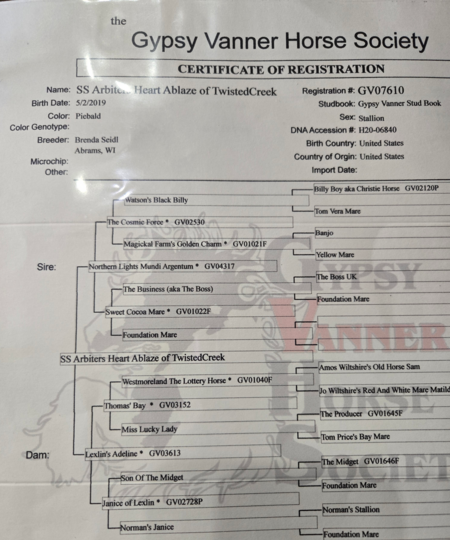 the
Gypsy Vanner Horse Society
CERTIFICATE OF REGISTRATION
Name: SS Arbiters Heart Ablaze of TwistedCreek
Registration #: GV07610
Birth Date: 5/2/2019
Studbook: Gypsy Vanner Stud Book
Color: Piebald
Sex: Stallion
Color Genotype:
DNA Accession #: H20-06840
Breeder: Brenda Seidl
Abrams, WI
Birth Country: United States
Country of Orgin: United States
Microchip:
Other:
Import Date:
Billy Boy aka Christie Horse GV02120P
Watson's Black Billy
Tom Vera Mare
The Cosmic Force * GV02530
Banjo
Magickal Farm's Golden Charm * GV01021F
Yellow Mare
Sire:
Northern Lights Mundi Argentum * GV04317
The Boss UK
The Business (aka The Boss)
Foundation Mare
Sweet Cocoa Mare * GV01022F
Foundation Mare
SS Arbiters Heart Ablaze of TwistedCreek
Amos Wiltshire's Old Horse Sam
Westmoreland The Lottery Horse * GV01040F
Jo Wiltshire's Rod And White Mare Matild
Thomas' Bay * GV03152
The Producer GV01645F
Miss Lucky Lady
Tom Price's Bay Mare
Dam:
Lexlin's Adeline * GV03613
The Midget GV01646F
Son Of The Midget
Foundation Mare
Janice of Lexlin * GV02728P
Norman's Stallion
Norman's Janice
Foundation Mare
GYPSY
VANNER
HORSE
SOCIET